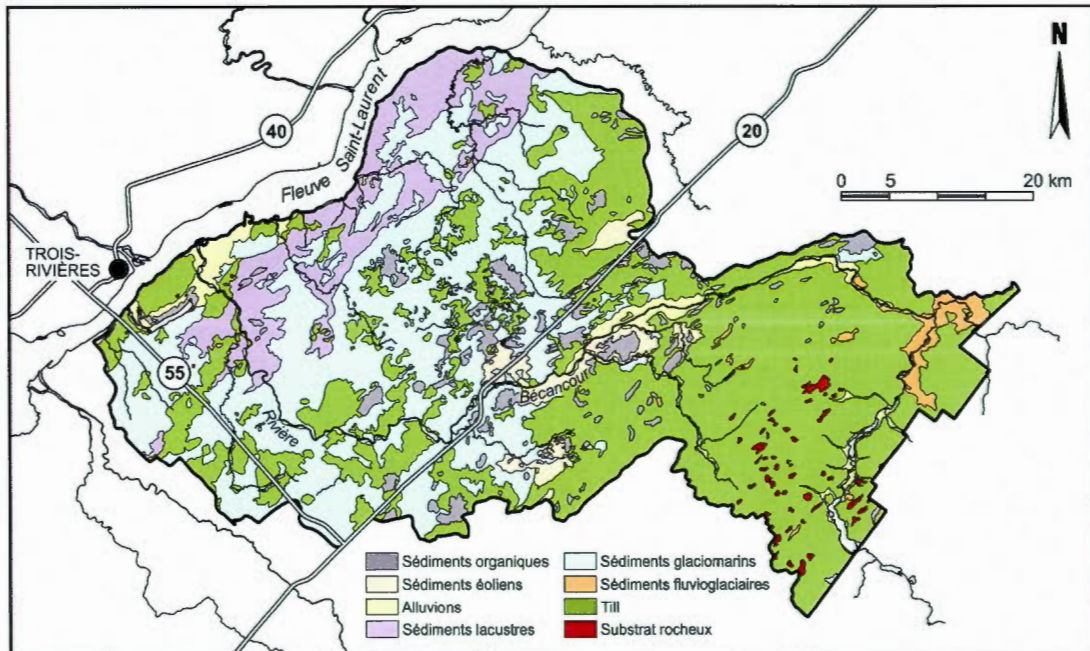 N
40
20
Fleuve Saint-Laurent
0 5 20 km
TROIS-
RIVIÈRES
55
Bécancour
Rivière
Sédiments organiques
Sédiments éoliens
Alluvions
Sédiments lacustres
Sédiments glaciomarins
Sédiments fluvioglaciaires
Till
Substrat rocheux